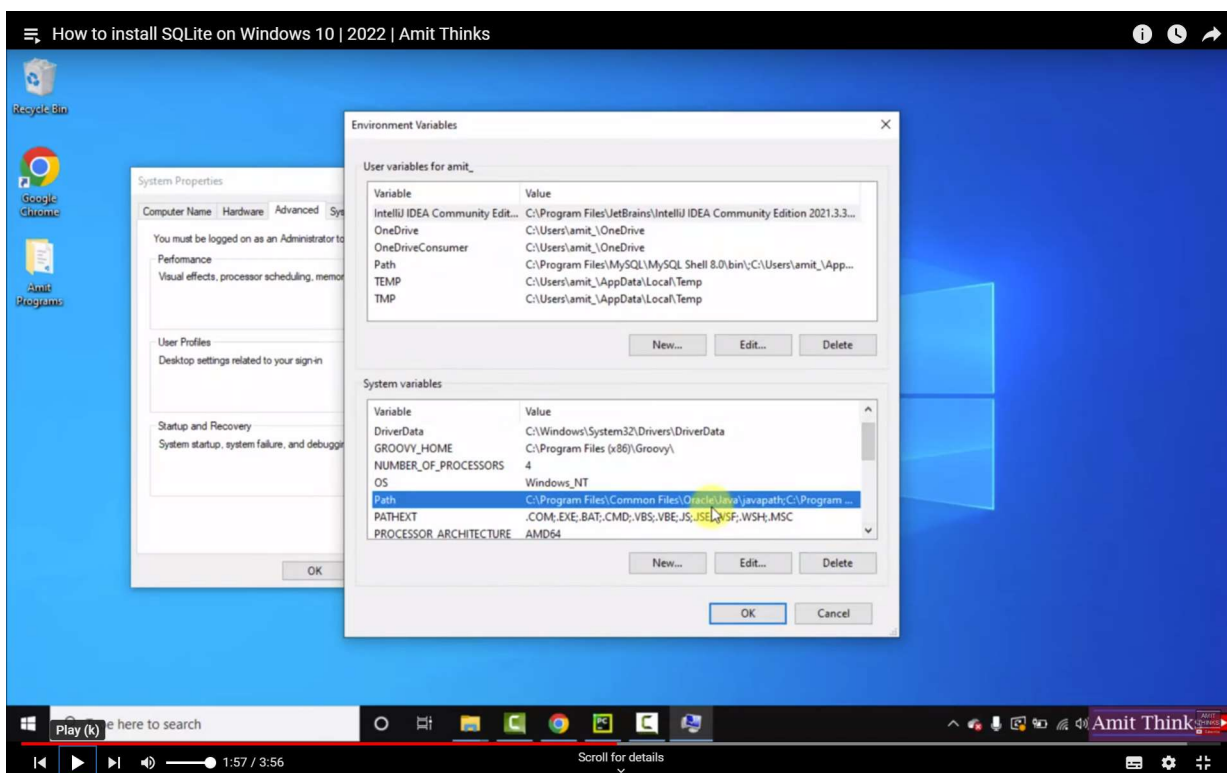 How to install SQLite on Windows 10 | 2022 | Amit Thinks
Recycle Bin
Google
Chrome
Amit
Programs
System Properties
Computer Name Hardware Advanced Sys
You must be logged on as an Administrator to
Performance
Visual effects, processor scheduling, memor
User Profiles
Desktop settings related to your sign-in
Startup and Recovery
System startup, system failure, and debuggin
OK
Environment Variables
User variables for amit_
Variable Value
IntelliJ IDEA Community Edit... C:\Program Files\JetBrains\IntelliJ IDEA Community Edition 2021.3.3...
OneDrive C:\Users\amit_\OneDrive
OneDriveConsumer C:\Users\amit_\OneDrive
Path C:\Program Files\MySQL\MySQL Shell 8.0\bin\;C:\Users\amit_\App...
TEMP C:\Users\amit_\AppData\Local\Temp
TMP C:\Users\amit_\AppData\Local\Temp
New... Edit... Delete
System variables
Variable Value
DriverData C:\Windows\System32\Drivers\DriverData
GROOVY_HOME C:\Program Files (x86)\Groovy\
NUMBER_OF_PROCESSORS 4
OS Windows_NT
Path C:\Program Files\Common Files\Oracle\Java\javapath;C:\Program ...
PATHEXT .COM;.EXE;.BAT;.CMD;.VBS;.VBE;.JS;.JSE;.WSF;.WSH;.MSC
PROCESSOR_ARCHITECTURE AMD64
New... Edit... Delete
OK Cancel
Play (k) e here to search
Amit Think
1:57 / 3:56
Scroll for details